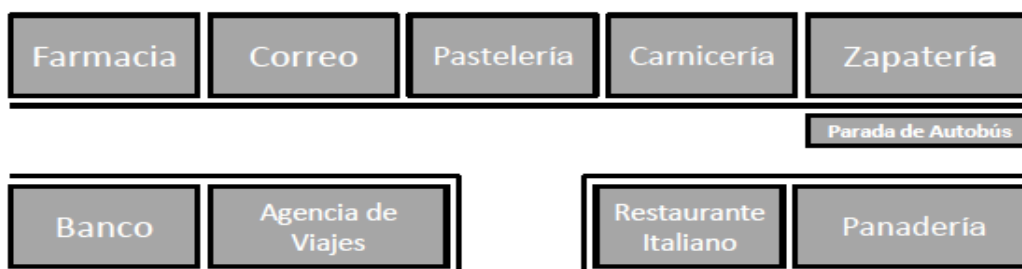 Farmacia
Correo
Pastelería
Carnicería
Zapatería
Parada de Autobús
Banco
Agencia de
Viajes
Restaurante
Italiano
Panadería